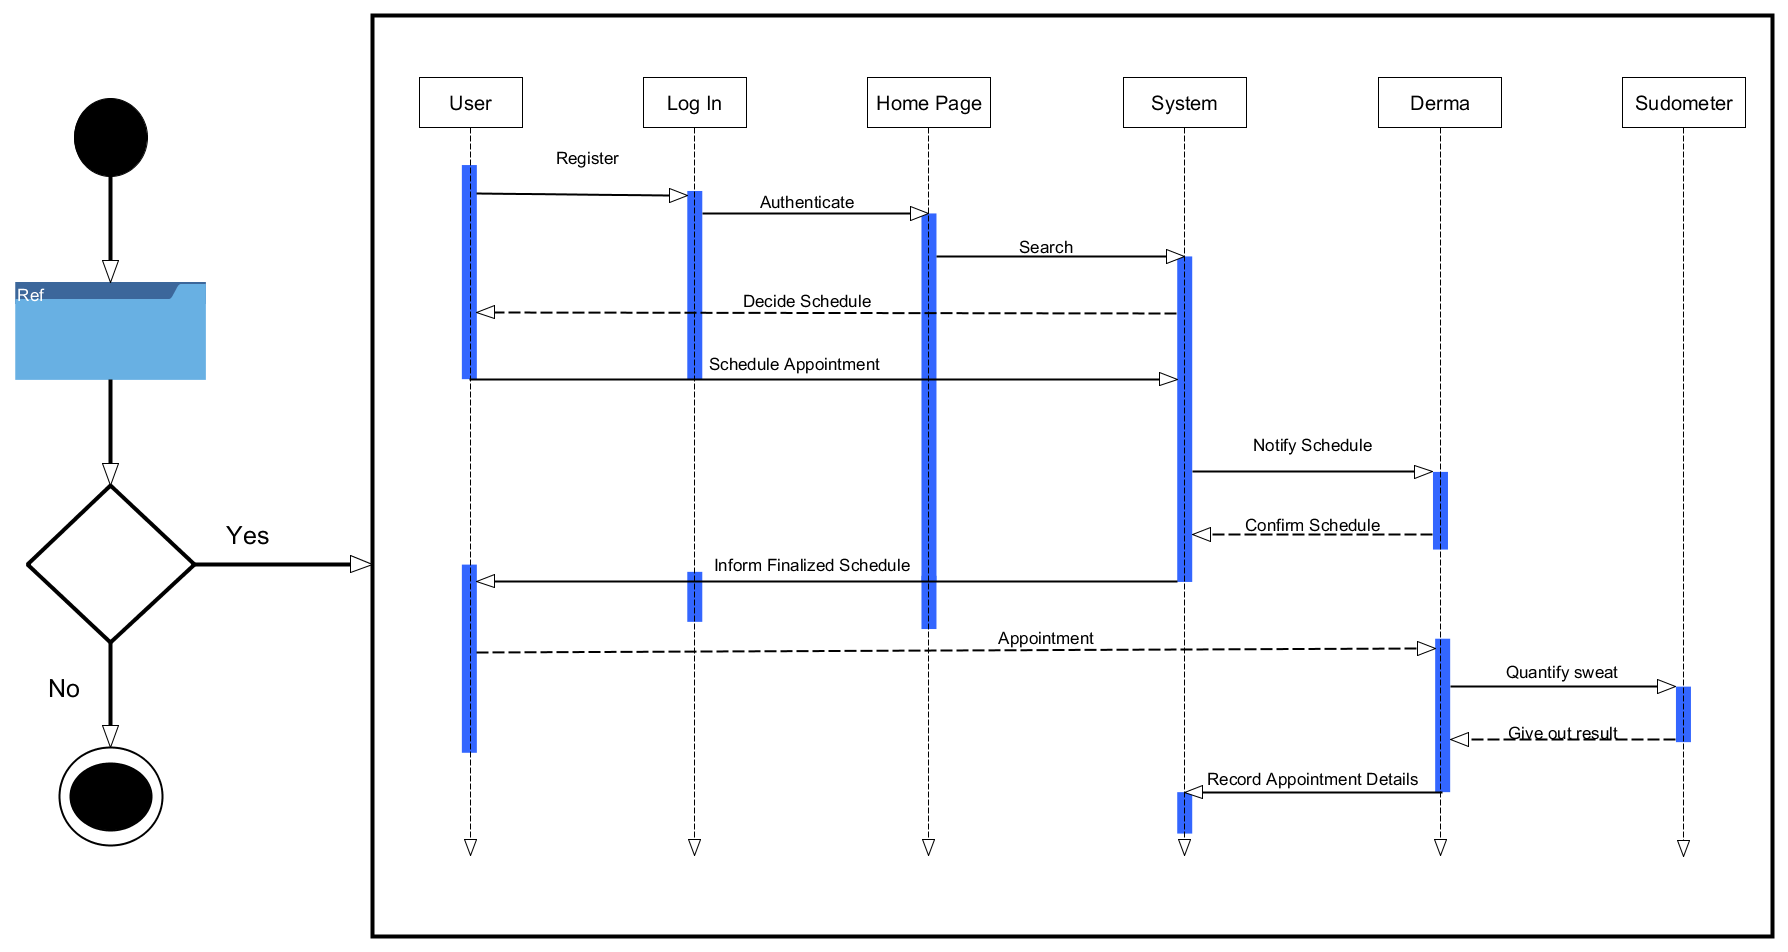 User
Log In
Home Page
System
Derma
Sudometer
Register
Authenticate
Search
Ref
Decide Schedule
Schedule Appointment
Notify Schedule
Confirm Schedule
Yes
Inform Finalized Schedule
Appointment
Quantify sweat
No
Give out result
Record Appointment Details